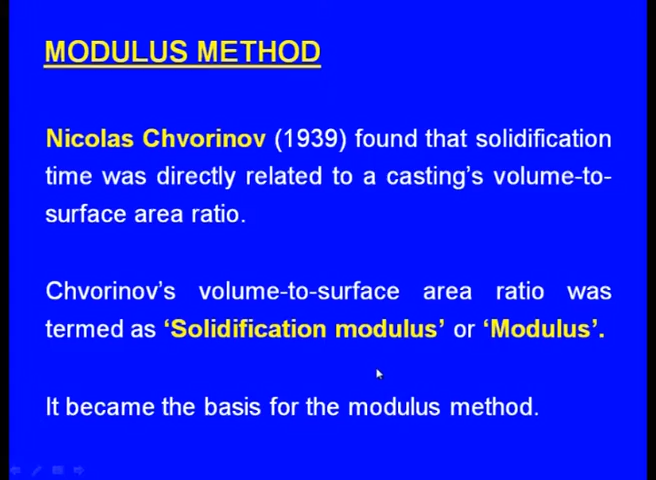 MODULUS METHOD
Nicolas Chvorinov (1939) found that solidification
time was directly related to a casting's volume-to-
surface area ratio.
Chvorinov's volume-to-surface area ratio was
termed as ‘Solidification modulus’ or ‘Modulus’.
It became the basis for the modulus method.